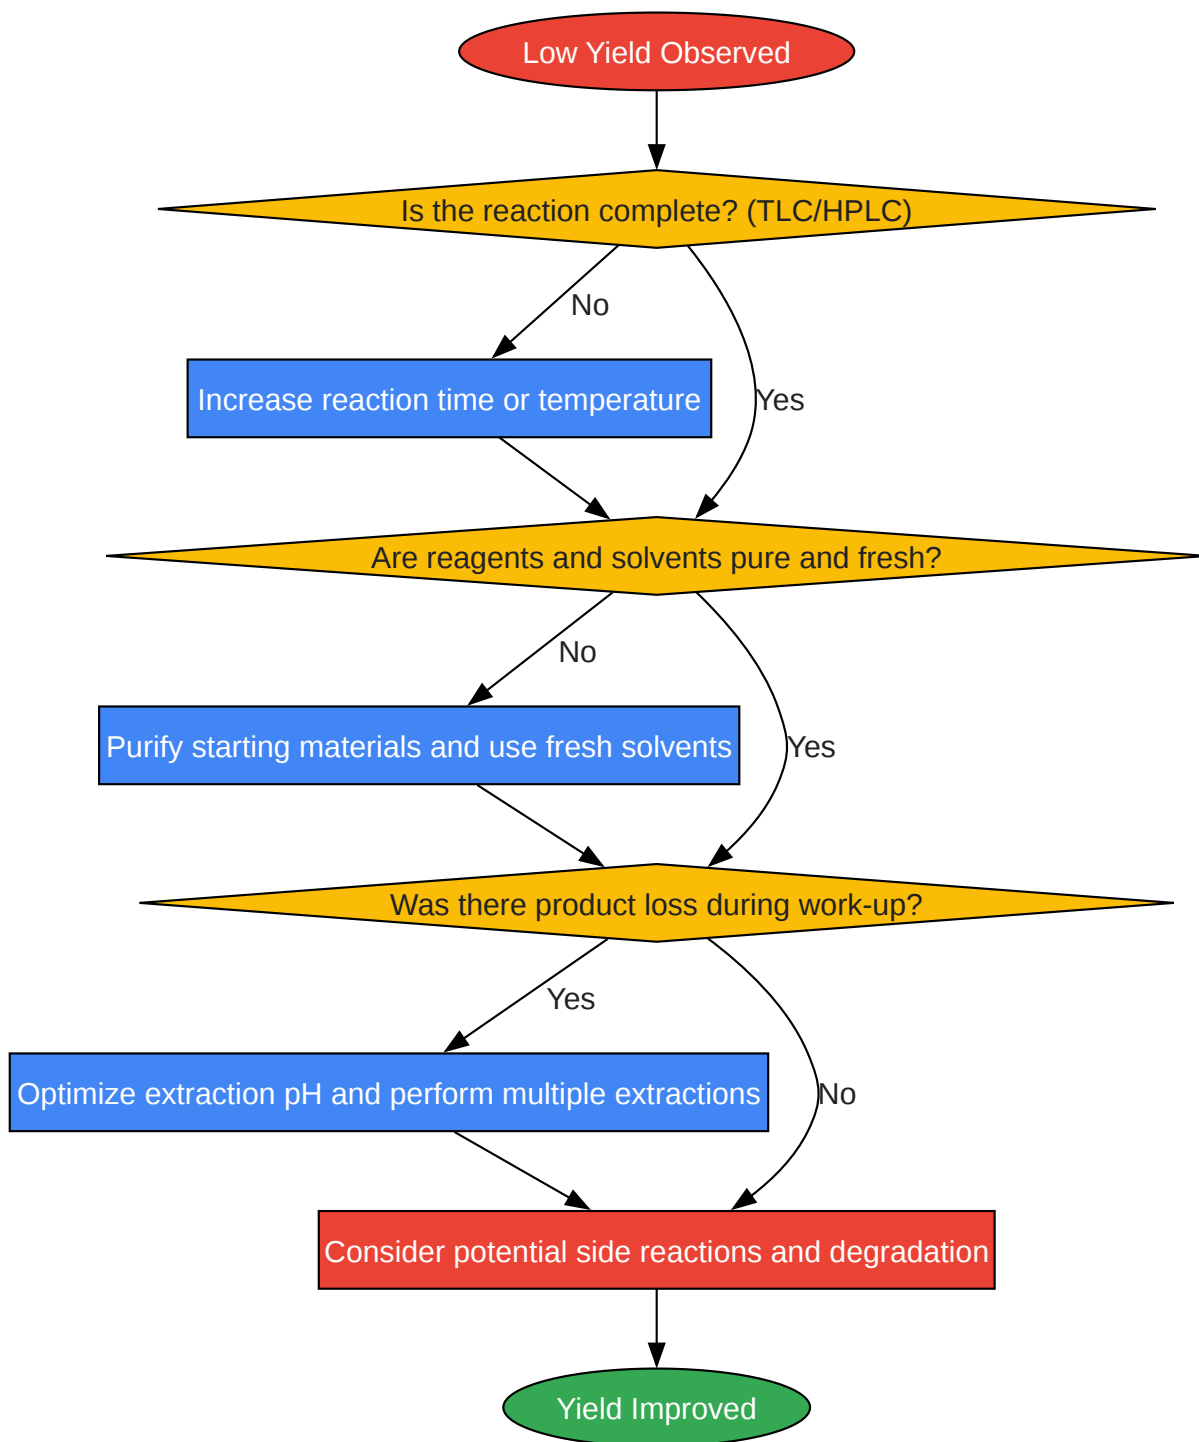 Low Yield Observed
Is the reaction complete? (TLC/HPLC)
No
Increase reaction time or temperature
Yes
Are reagents and solvents pure and fresh?
No
Purify starting materials and use fresh solvents
Yes
Was there product loss during work-up?
Yes
Optimize extraction pH and perform multiple extractions
No
Consider potential side reactions and degradation
Yield Improved